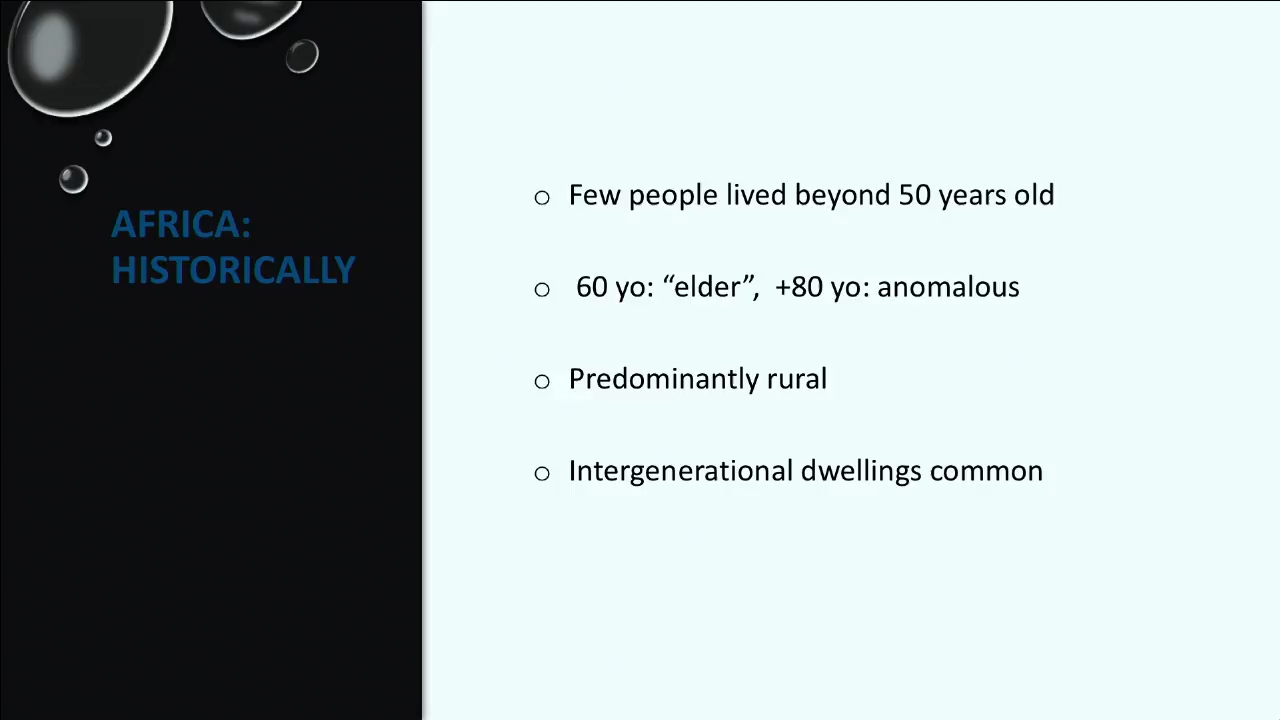 AFRICA:
HISTORICALLY
Few people lived beyond 50 years old
60 yo: “elder”, +80 yo: anomalous
Predominantly rural
Intergenerational dwellings common